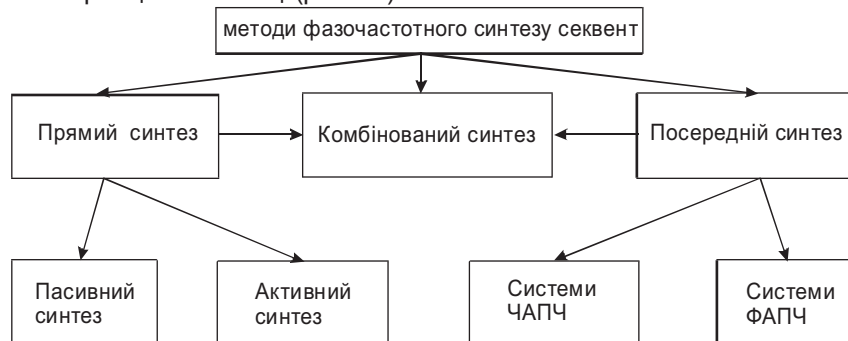 методи фазочастотного синтезу секвент
Прямий синтез
Комбінований синтез
Посередній синтез
Пасивний
синтез
Активний
синтез
Системи
ЧАПЧ
Системи
ФАПЧ